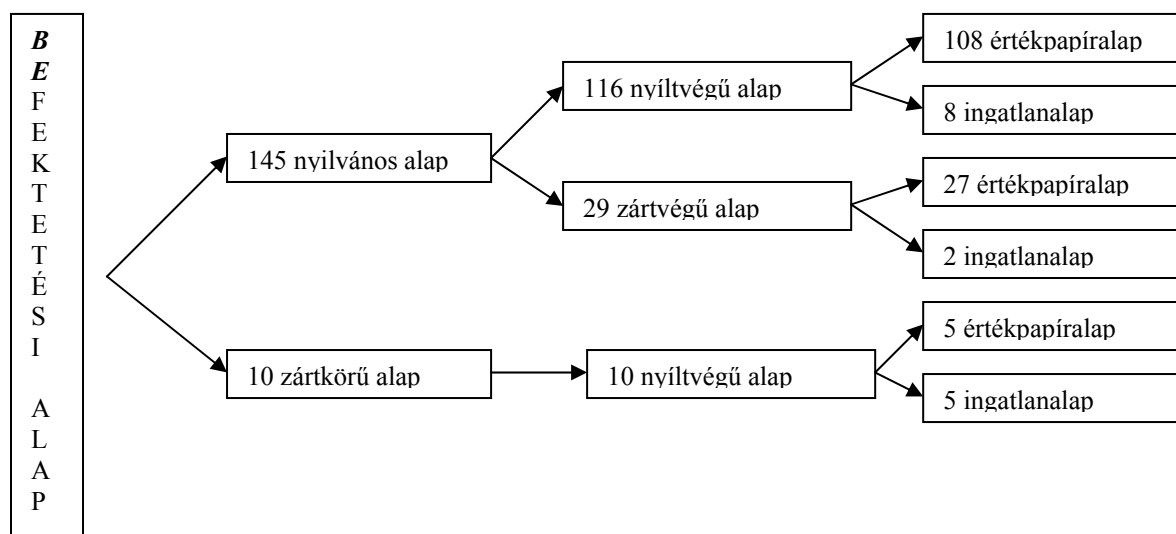 B
E
F
E
K
T
E
T
É
S
I
A
L
A
P
145 nyilvános alap
116 nyíltvégű alap
108 értékpapíralap
8 ingatlanalap
29 zártvégű alap
27 értékpapíralap
2 ingatlanalap
10 zártkörű alap
10 nyíltvégű alap
5 értékpapíralap
5 ingatlanalap